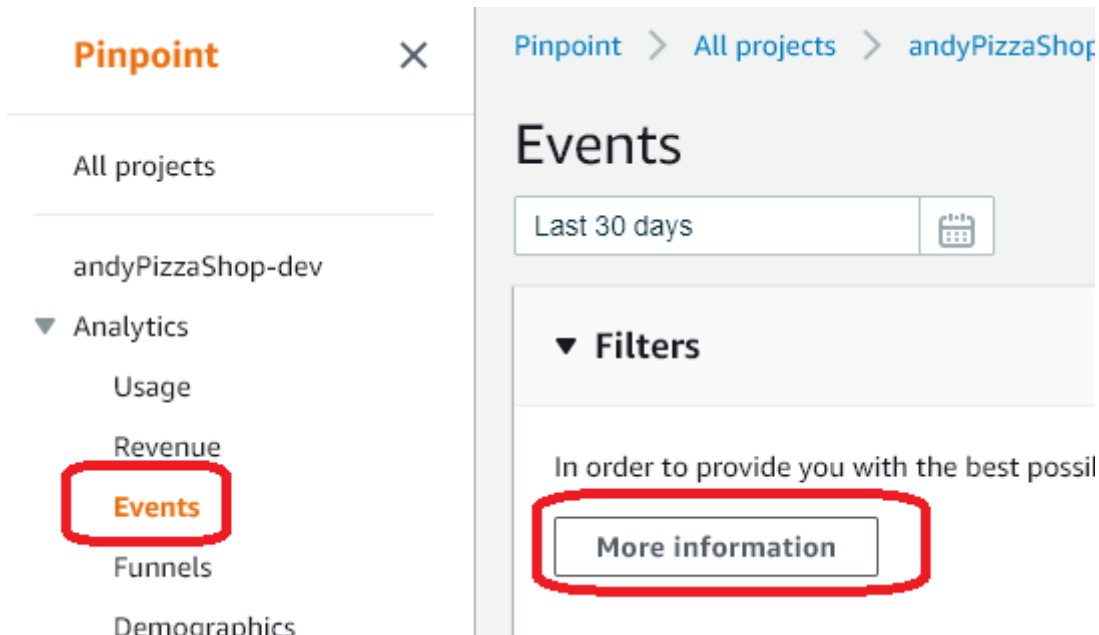 Pinpoint
All projects
andyPizzaShop-dev
Analytics
Usage
Revenue
Events
Funnels
Demographics
Pinpoint > All projects > andyPizzaShop
Events
Last 30 days
Filters
In order to provide you with the best possi
More information